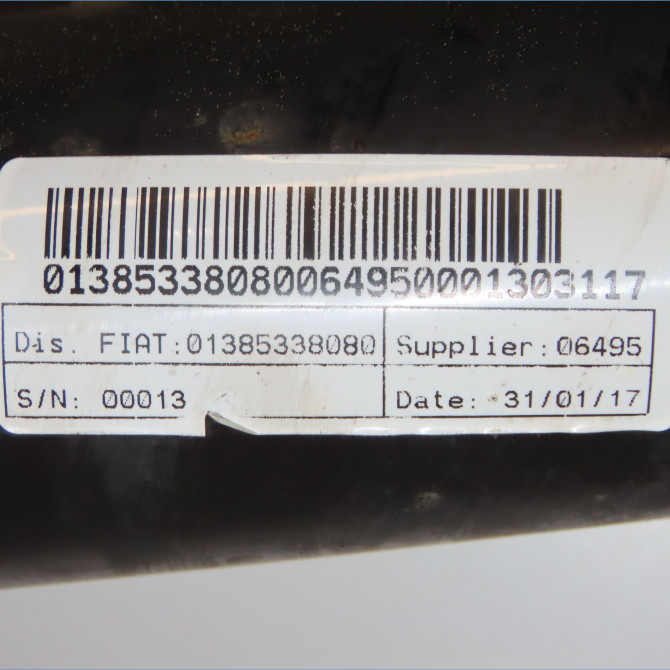 01385338080064950001303117
Dis. FIAT:01385338080
Supplier:06495
S/N: 00013
Date: 31/01/17